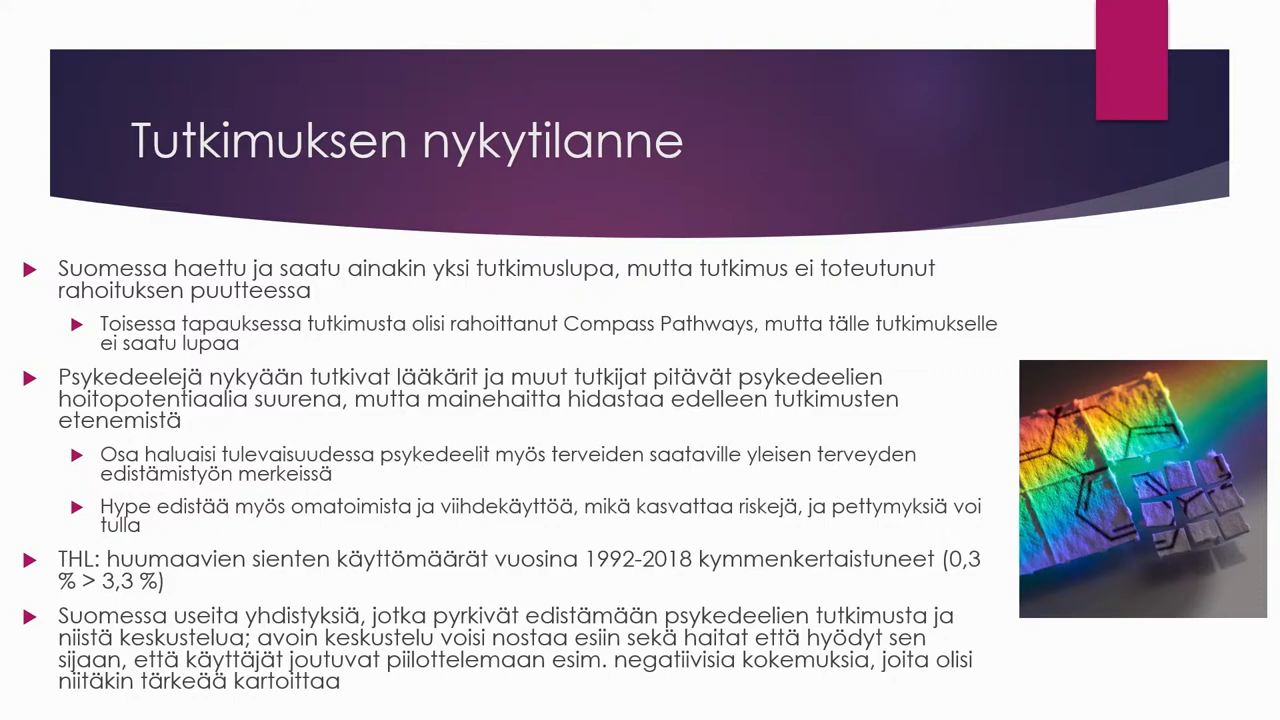 Tutkimuksen nykytilanne
Suomessa haettu ja saatu ainakin yksi tutkimuslupa, mutta tutkimus ei toteutunut
rahoituksen puutteessa
Toisessa tapauksessa tutkimusta olisi rahoittanut Compass Pathways, mutta tälle tutkimukselle
ei saatu lupaa
Psykedeelejä nykyään tutkivat lääkärit ja muut tutkijat pitävät psykedeelien
hoitopotentiaalia suurena, mutta mainehaitta hidastaa edelleen tutkimusten
etenemistä
Osa haluaisi tulevaisuudessa psykedeelit myös terveiden saataville yleisen terveyden
edistämistyön merkeissä
Hype edistää myös omatoimista ja viihdekäyttöä, mikä kasvattaa riskejä, ja pettymyksiä voi
tulla
THL: huumaavien sienten käyttömäärät vuosina 1992-2018 kymmenkertaistuneet (0,3
% > 3,3 %)
Suomessa useita yhdistyksiä, jotka pyrkivät edistämään psykedeelien tutkimusta ja
niistä keskustelua; avoin keskustelu voisi nostaa esiin sekä haitat että hyödyt sen
sijaan, että käyttäjät joutuvat piilottelemaan esim. negatiivisia kokemuksia, joita olisi
niitäkin tärkeää kartoittaa